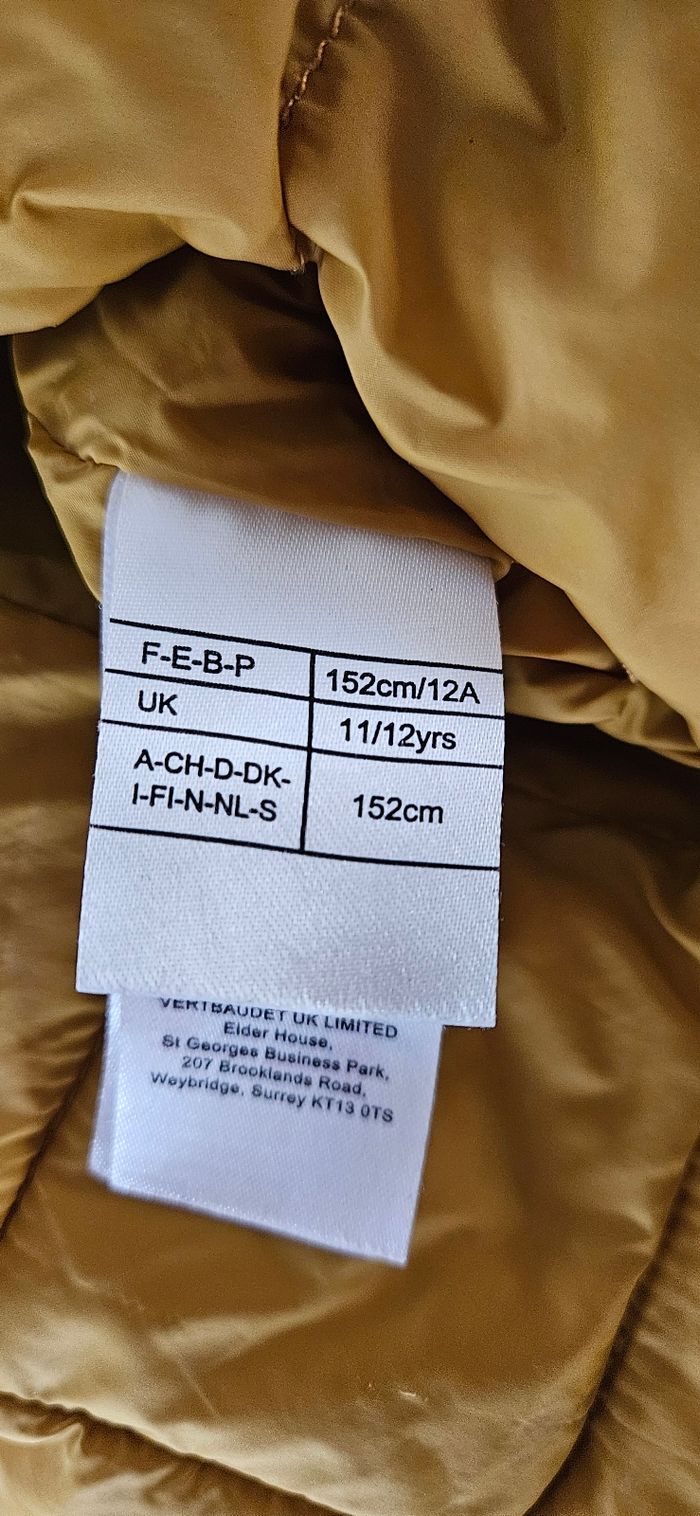 F-E-B-P 152cm/12A
UK 11/12yrs
A-CH-D-DK-
I-FI-N-NL-S 152cm
VERTBAUDET UK LIMITED
Elder House,
St Georges Business Park,
207 Brooklands Road,
Weybridge, Surrey KT13 0TS